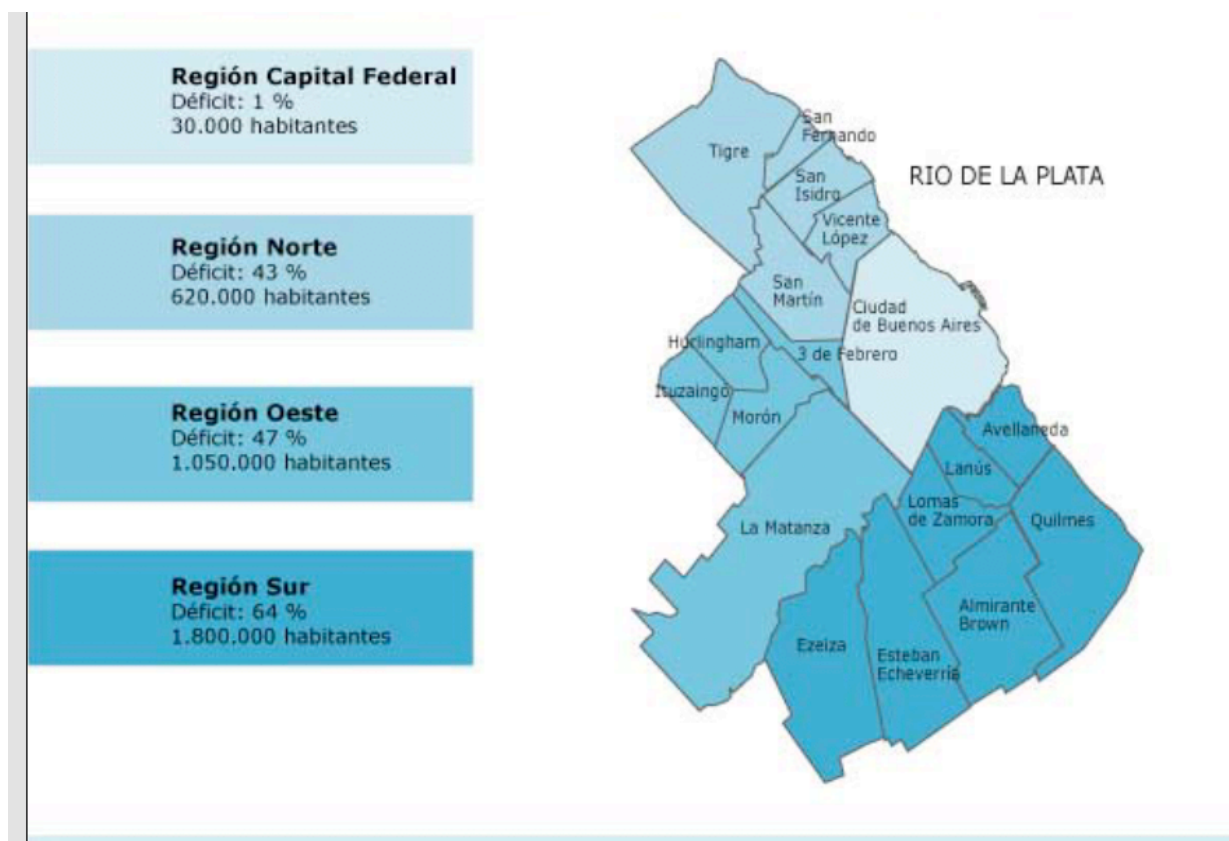 Región Capital Federal
Déficit: 1 %
30.000 habitantes
Región Norte
Déficit: 43 %
620.000 habitantes
Región Oeste
Déficit: 47 %
1.050.000 habitantes
Región Sur
Déficit: 64 %
1.800.000 habitantes
RIO DE LA PLATA
Tigre
San
Fernando
San
Isidro
Vicente
López
San
Martín
Ciudad
de Buenos Aires
3 de Febrero
Hurlingham
Ituzaingó
Morón
La Matanza
Avellaneda
Lanús
Lomas
de Zamora
Quilmes
Almirante
Brown
Ezeiza
Esteban
Echeverría